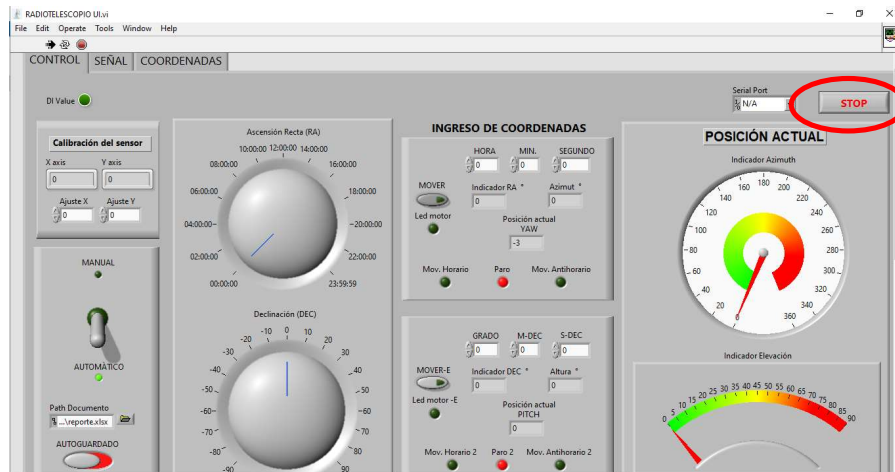 RADIOTELESCOPIO UI.vi
File Edit Operate Tools Window Help
CONTROL SEÑAL COORDENADAS
DI Value
Serial Port
N/A
STOP
Calibración del sensor
X axis Y axis
0 0
Ajuste X Ajuste Y
0 0
MANUAL
AUTOMÁTICO
Path Documento
...\reporte.xlsx
AUTOGUARDADO
Ascensión Recta (RA)
00:00:00
02:00:00
04:00:00
06:00:00
08:00:00
10:00:00
12:00:00
14:00:00
16:00:00
18:00:00
20:00:00
22:00:00
23:59:59
Declinación (DEC)
-90
-80
-70
-60
-50
-40
-30
-20
-10
0
10
20
30
40
50
60
70
80
90
INGRESO DE COORDENADAS
HORA MIN. SEGUNDO
0 0 0
MOVER Indicador RA ° Azimut °
0 0
Led motor
Posición actual
YAW
-3
Mov. Horario Paro Mov. Antihorario
GRADO M-DEC S-DEC
0 0 0
MOVER-E Indicador DEC ° Altura °
0 0
Led motor -E
Posición actual
PITCH
0
Mov. Horario 2 Paro 2 Mov. Antihorario 2
POSICIÓN ACTUAL
Indicador Azimuth
0
20
40
60
80
100
120
140
160
180
200
220
240
260
280
300
320
340
360
Indicador Elevación
0
5
10
15
20
25
30
35
40
45
50
55
60
65
70
75
80
85
90